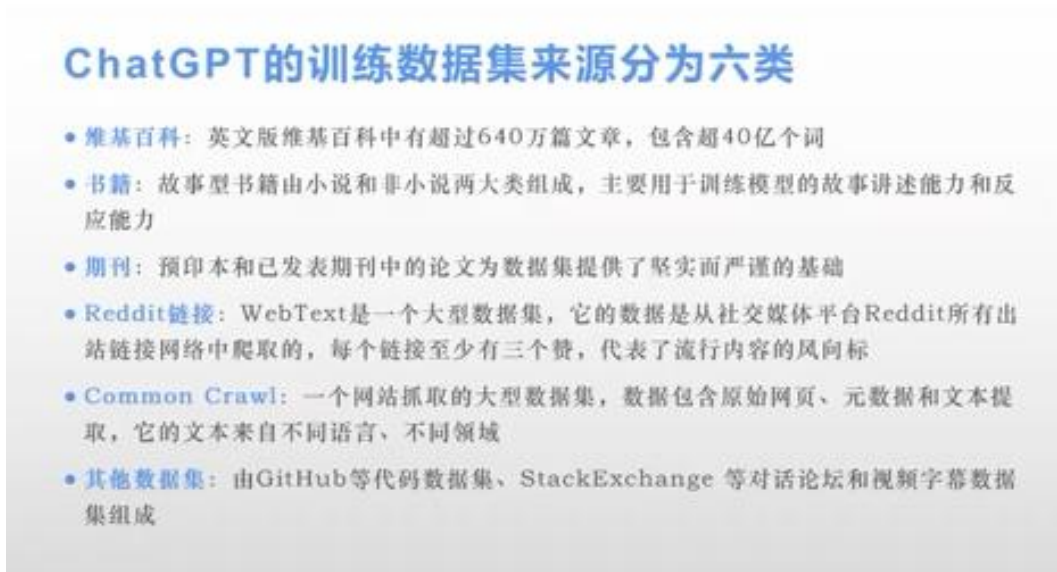 ChatGPT的训练数据集来源分为六类
• 维基百科：英文版维基百科中有超过640万篇文章，包含超40亿个词
• 书籍：故事型书籍由小说和非小说两大类组成，主要用于训练模型的故事讲述能力和反
应能力
• 期刊：预印本和已发表期刊中的论文为数据集提供了坚实而严谨的基础
• Reddit链接：WebText是一个大型数据集，它的数据是从社交媒体平台Reddit所有出
站链接网络中爬取的，每个链接至少有三个赞，代表了流行内容的风向标
• Common Crawl：一个网站抓取的大型数据集，数据包含原始网页、元数据和文本提
取，它的文本来自不同语言、不同领域
• 其他数据集：由GitHub等代码数据集、StackExchange 等对话论坛和视频字幕数据
集组成